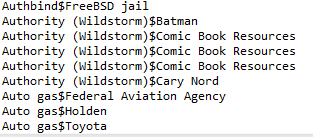 Authbind$FreeBSD jail
Authority (Wildstorm)$Batman
Authority (Wildstorm)$Comic Book Resources
Authority (Wildstorm)$Comic Book Resources
Authority (Wildstorm)$Comic Book Resources
Authority (Wildstorm)$Cary Nord
Auto gas$Federal Aviation Agency
Auto gas$Holden
Auto gas$Toyota